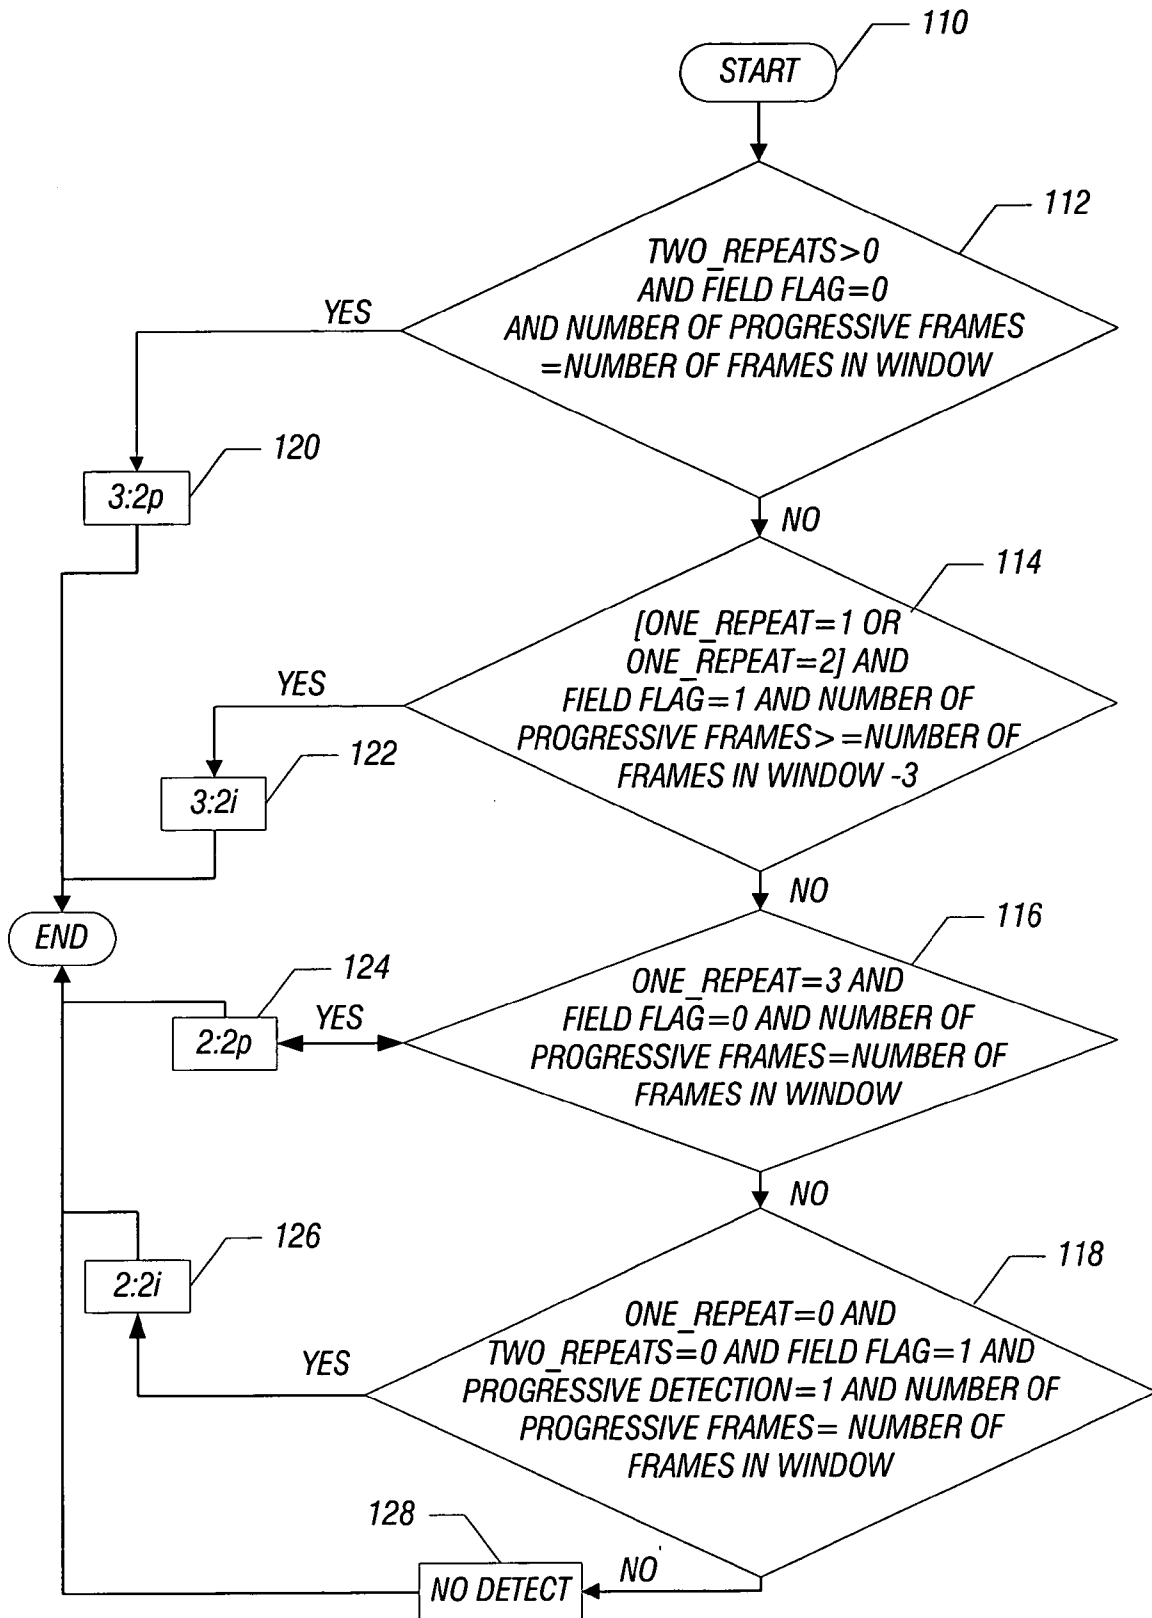 110
START
112
TWO_REPEATS>0
AND FIELD FLAG=0
AND NUMBER OF PROGRESSIVE FRAMES
=NUMBER OF FRAMES IN WINDOW
YES
120
3:2p
NO
114
[ONE_REPEAT=1 OR
ONE_REPEAT=2] AND
FIELD FLAG=1 AND NUMBER OF
PROGRESSIVE FRAMES> =NUMBER OF
FRAMES IN WINDOW -3
YES
122
3:2i
NO
END
116
ONE_REPEAT=3 AND
FIELD FLAG=0 AND NUMBER OF
PROGRESSIVE FRAMES=NUMBER OF
FRAMES IN WINDOW
124
YES
2:2p
NO
126
2:2i
118
ONE_REPEAT=0 AND
TWO_REPEATS=0 AND FIELD FLAG=1 AND
PROGRESSIVE DETECTION=1 AND NUMBER OF
PROGRESSIVE FRAMES= NUMBER OF
FRAMES IN WINDOW
YES
128
NO
NO DETECT